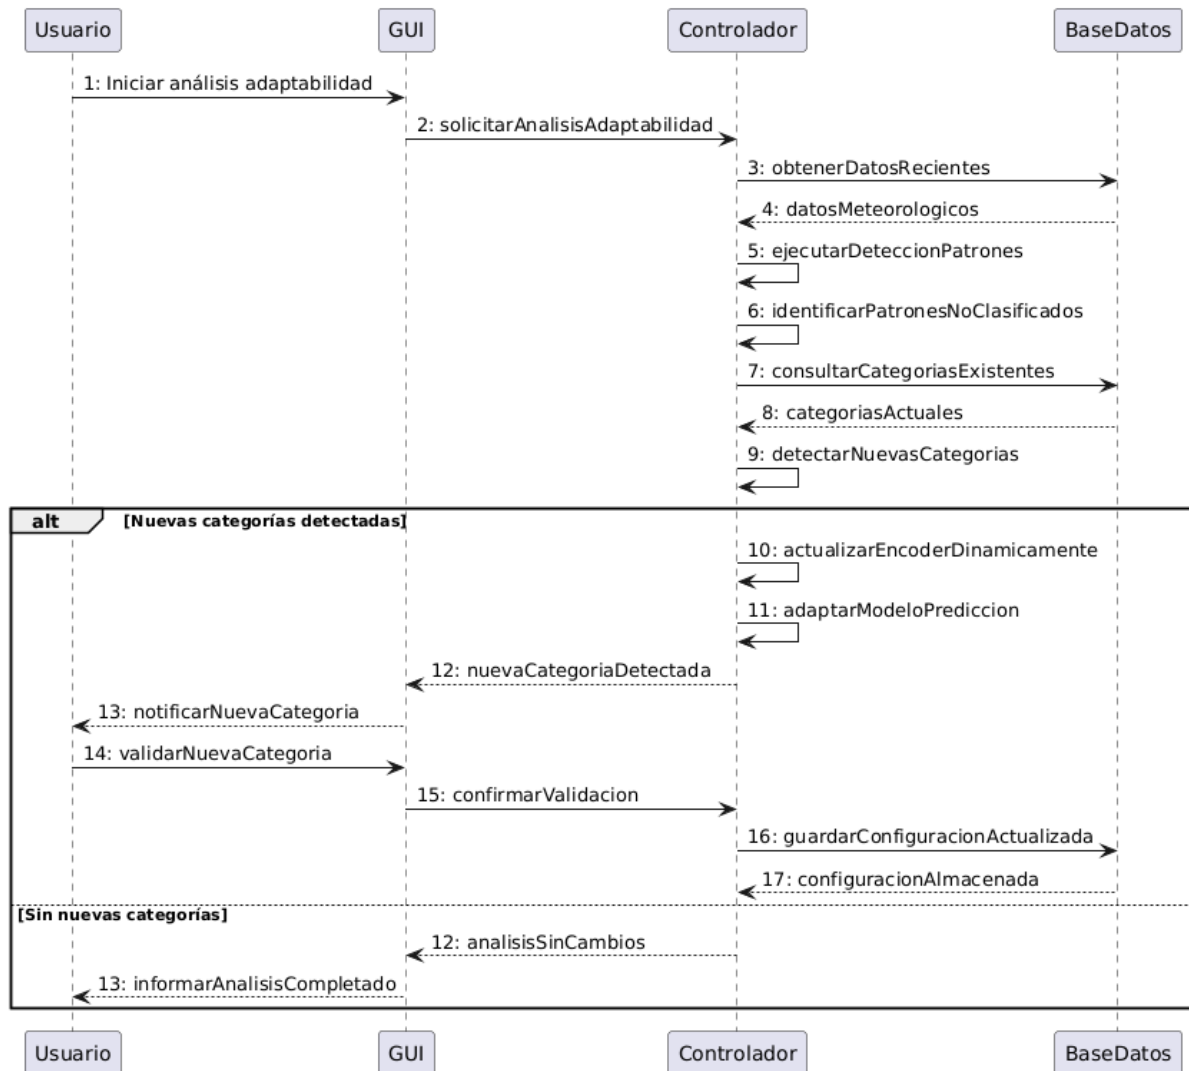 Usuario
GUI
Controlador
BaseDatos
1: Iniciar análisis adaptabilidad
2: solicitarAnalisisAdaptabilidad
3: obtenerDatosRecientes
4: datosMeteorologicos
5: ejecutarDeteccionPatrones
6: identificarPatronesNoClasificados
7: consultarCategoriasExistentes
8: categoriasActuales
9: detectarNuevasCategorias
alt [Nuevas categorías detectadas]
10: actualizarEncoderDinamicamente
11: adaptarModeloPrediccion
12: nuevaCategoriaDetectada
13: notificarNuevaCategoria
14: validarNuevaCategoria
15: confirmarValidacion
16: guardarConfiguracionActualizada
17: configuracionAlmacenada
[Sin nuevas categorías]
12: analisisSinCambios
13: informarAnalisisCompletado
Usuario
GUI
Controlador
BaseDatos